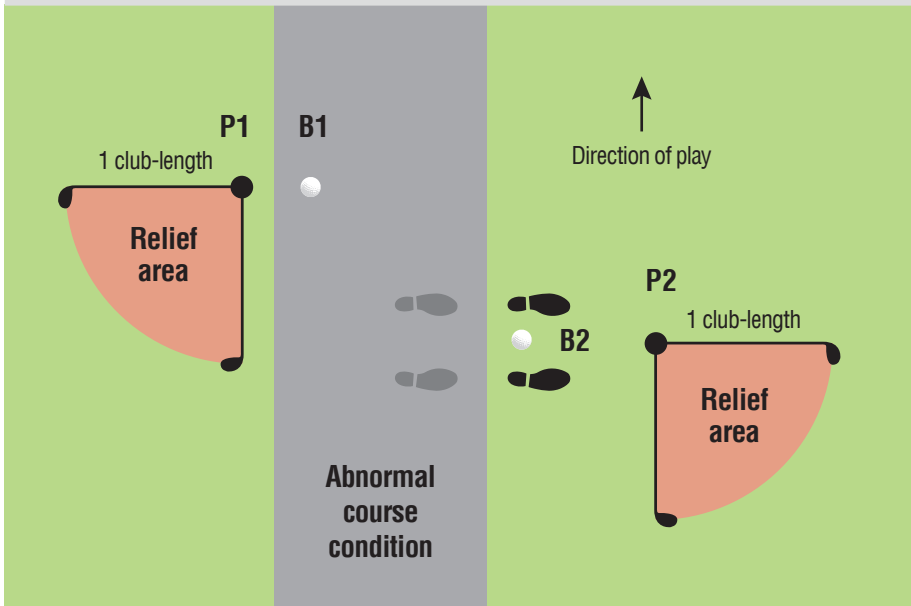 P1
B1
1 club-length
Direction of play
Relief
area
P2
1 club-length
B2
Relief
area
Abnormal
course
condition